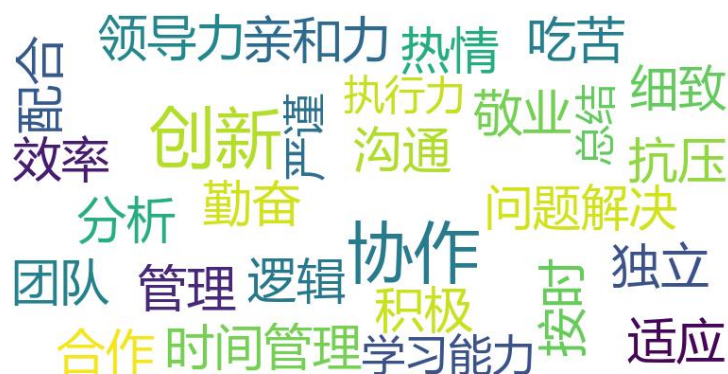 领导力
亲和力
热情
吃苦
配合
效率
创新
严谨
执行力
沟通
敬业
总结
细致
抗压
分析
勤奋
问题解决
团队
管理
逻辑
协作
积极
按时
独立
合作
时间管理
学习能力
适应